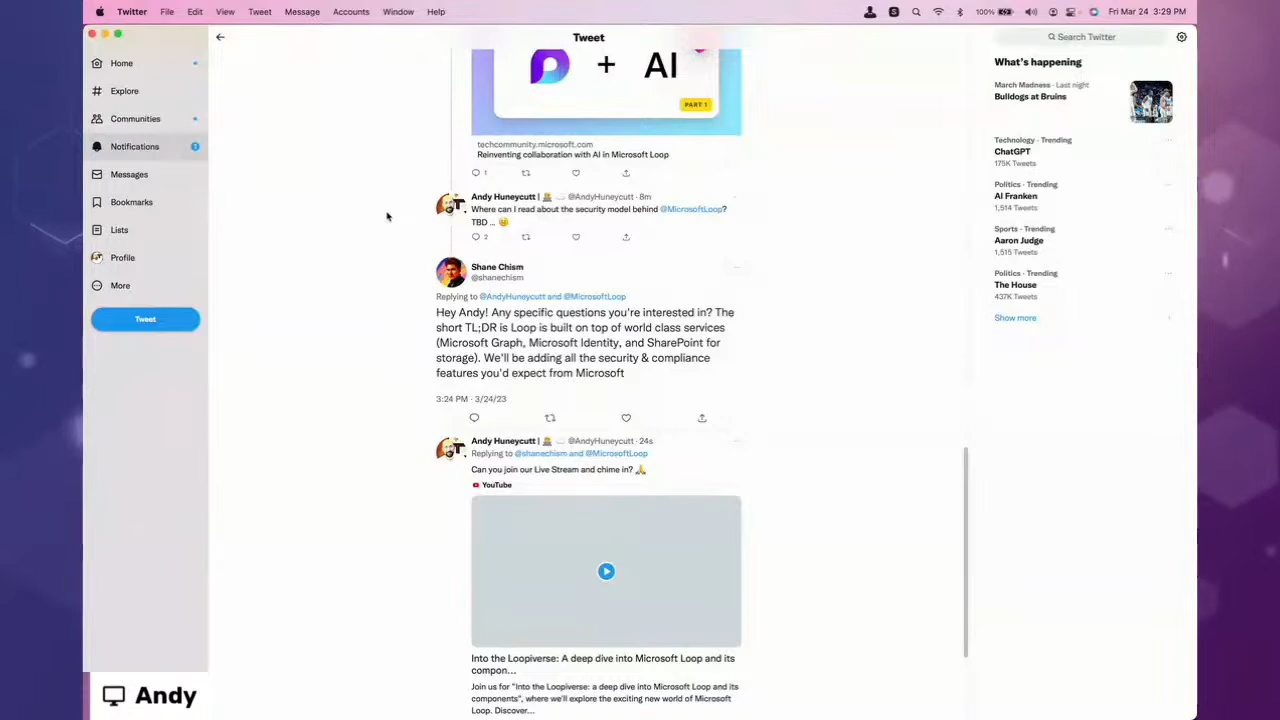 Twitter File Edit View Tweet Message Accounts Window Help
100% Fri Mar 24 3:29 PM
Tweet
Search Twitter
Home
Explore
Communities
Notifications 1
Messages
Bookmarks
Lists
Profile
More
Tweet
+ AI
PART 1
techcommunity.microsoft.com
Reinventing collaboration with AI in Microsoft Loop
1
Andy Huneycutt | @AndyHuneycutt · 8m
Where can I read about the security model behind @MicrosoftLoop?
TBD ...
2
Shane Chism
@shanechism
Replying to @AndyHuneycutt and @MicrosoftLoop
Hey Andy! Any specific questions you're interested in? The
short TL;DR is Loop is built on top of world class services
(Microsoft Graph, Microsoft Identity, and SharePoint for
storage). We'll be adding all the security & compliance
features you'd expect from Microsoft
3:24 PM · 3/24/23
Andy Huneycutt | @AndyHuneycutt · 24s
Replying to @shanechism and @MicrosoftLoop
Can you join our Live Stream and chime in?
YouTube
Into the Loopiverse: A deep dive into Microsoft Loop and its
compon...
Join us for "Into the Loopiverse: a deep dive into Microsoft Loop and its
components", where we'll explore the exciting new world of Microsoft
Loop. Discover...
What's happening
March Madness · Last night
Bulldogs at Bruins
Technology · Trending
ChatGPT
175K Tweets
Politics · Trending
Al Franken
1,514 Tweets
Sports · Trending
Aaron Judge
1,515 Tweets
Politics · Trending
The House
437K Tweets
Show more
Andy